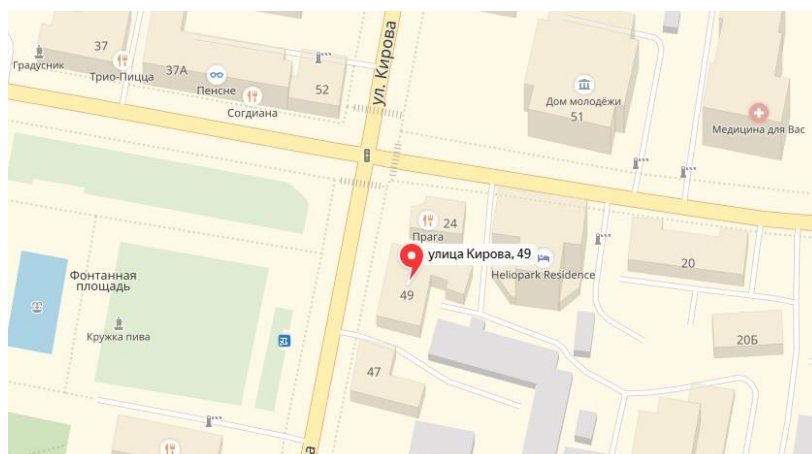 37
Градусник
Трио-Пицца
37А
Пенсне
52
Согдиана
ул. Кирова
Дом молодёжи
51
Медицина для Вас
24
Прага
улица Кирова, 49
Heliopark Residence
20
Фонтанная
площадь
49
Кружка пива
20Б
47
а